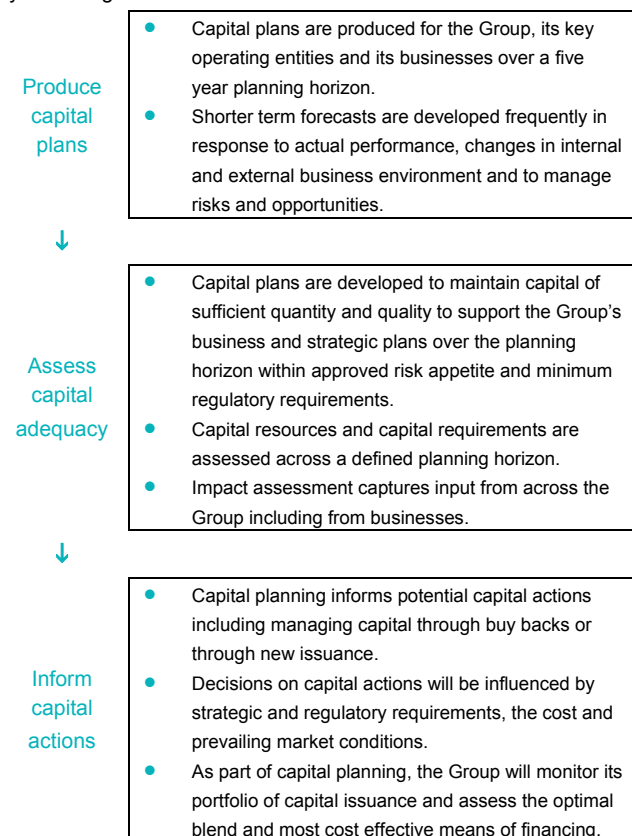 Produce
capital
plans
● Capital plans are produced for the Group, its key
operating entities and its businesses over a five
year planning horizon.
● Shorter term forecasts are developed frequently in
response to actual performance, changes in internal
and external business environment and to manage
risks and opportunities.
↓
Assess
capital
adequacy
● Capital plans are developed to maintain capital of
sufficient quantity and quality to support the Group’s
business and strategic plans over the planning
horizon within approved risk appetite and minimum
regulatory requirements.
● Capital resources and capital requirements are
assessed across a defined planning horizon.
● Impact assessment captures input from across the
Group including from businesses.
↓
Inform
capital
actions
● Capital planning informs potential capital actions
including managing capital through buy backs or
through new issuance.
● Decisions on capital actions will be influenced by
strategic and regulatory requirements, the cost and
prevailing market conditions.
● As part of capital planning, the Group will monitor its
portfolio of capital issuance and assess the optimal
blend and most cost effective means of financing.